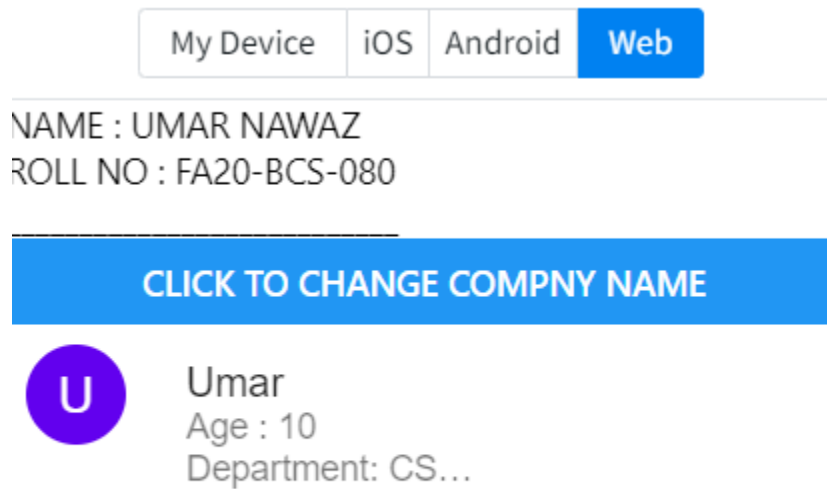 My Device iOS Android Web
NAME : UMAR NAWAZ
ROLL NO : FA20-BCS-080
___________________________
CLICK TO CHANGE COMPNY NAME
U
Umar
Age : 10
Department: CS...